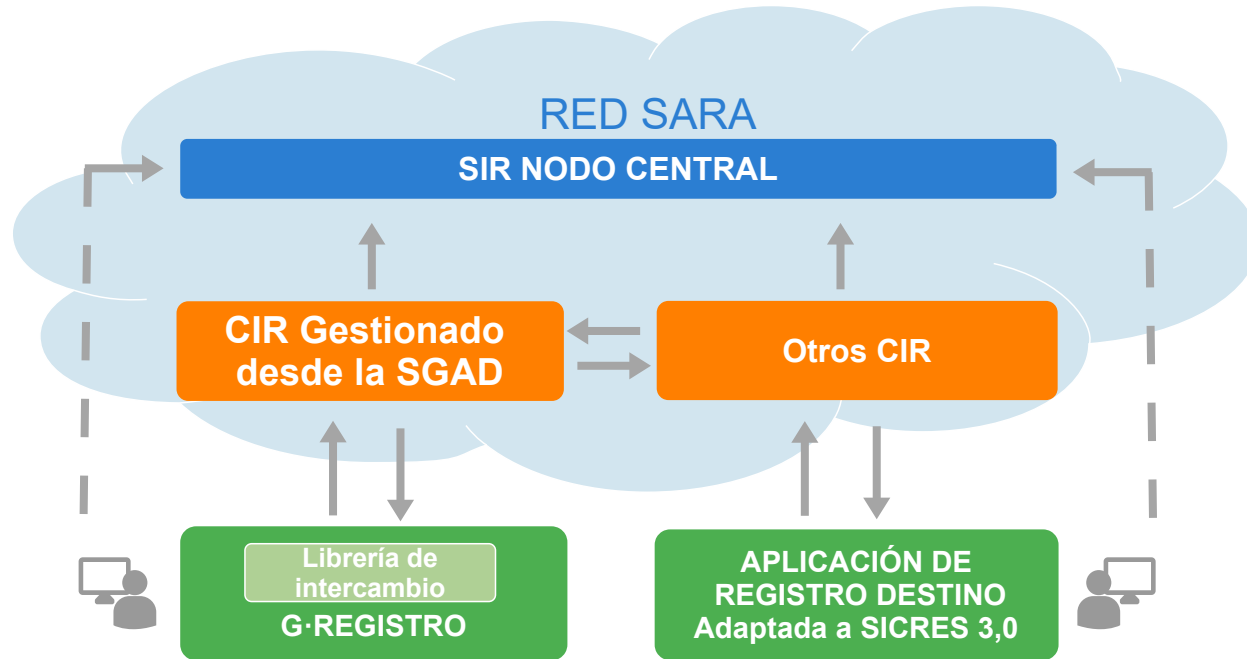 RED SARA
SIR NODO CENTRAL
CIR Gestionado
desde la SGAD
Otros CIR
Librería de
intercambio
G·REGISTRO
APLICACIÓN DE
REGISTRO DESTINO
Adaptada a SICRES 3,0